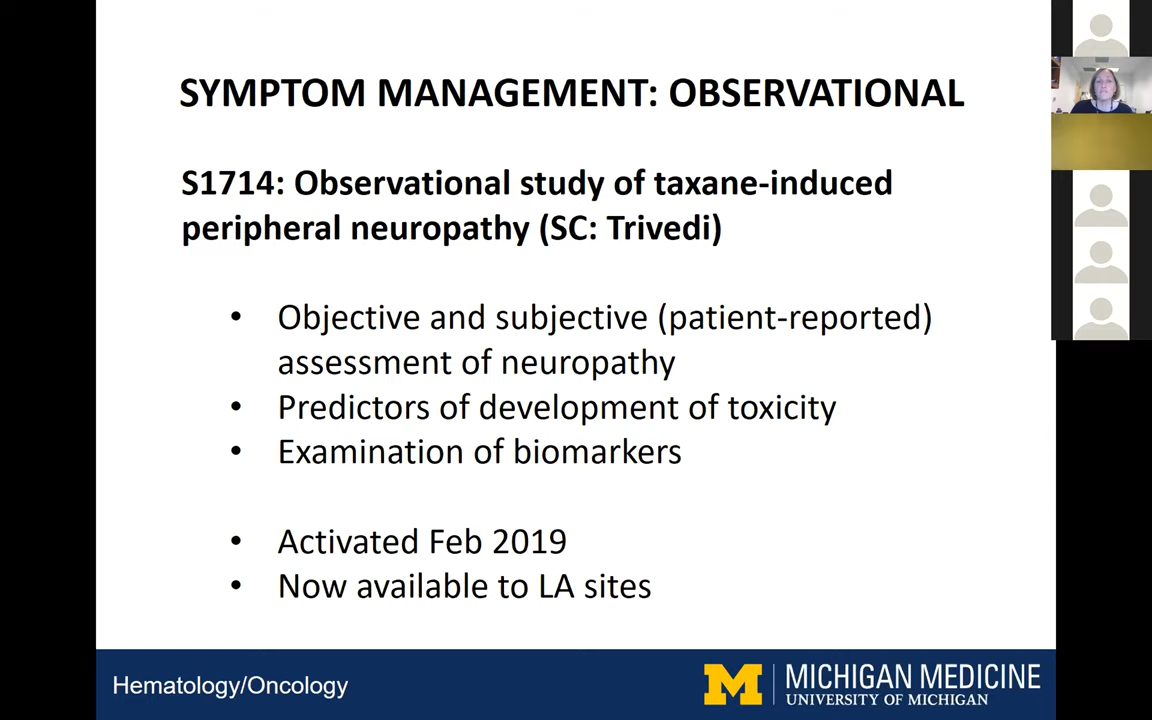 SYMPTOM MANAGEMENT: OBSERVATIONAL
S1714: Observational study of taxane-induced
peripheral neuropathy (SC: Trivedi)
• Objective and subjective (patient-reported)
assessment of neuropathy
• Predictors of development of toxicity
• Examination of biomarkers
• Activated Feb 2019
• Now available to LA sites
Hematology/Oncology
M MICHIGAN MEDICINE
UNIVERSITY OF MICHIGAN